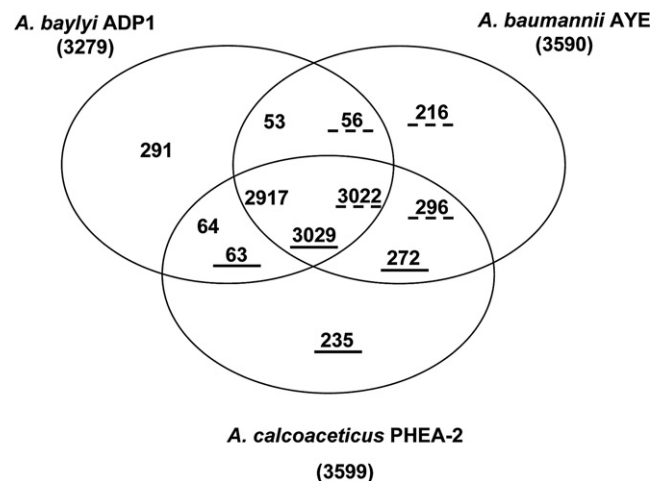 A. baylyi ADP1
(3279)
A. baumannii AYE
(3590)
53 56 216
291
2917 3022 296
64
3029
63 272
235
A. calcoaceticus PHEA-2
(3599)